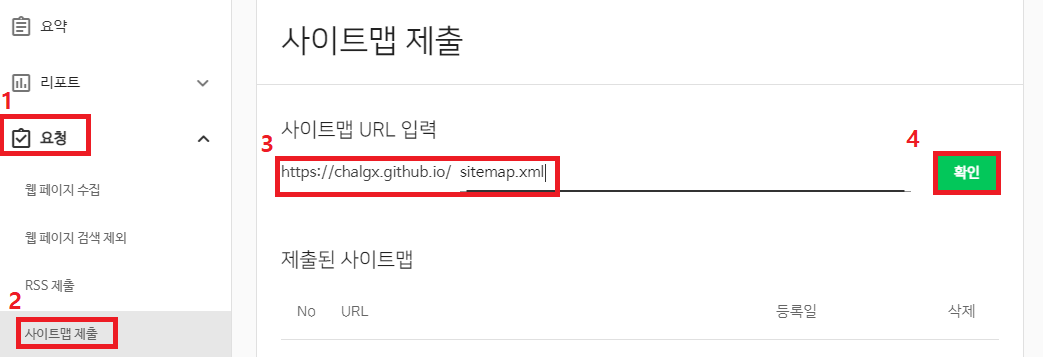 요약
리포트
1
요청
웹 페이지 수집
웹 페이지 검색 제외
RSS 제출
2
사이트맵 제출
사이트맵 제출
사이트맵 URL 입력
3
https://chalgx.github.io/ sitemap.xml
4
확인
제출된 사이트맵
No URL 등록일 삭제